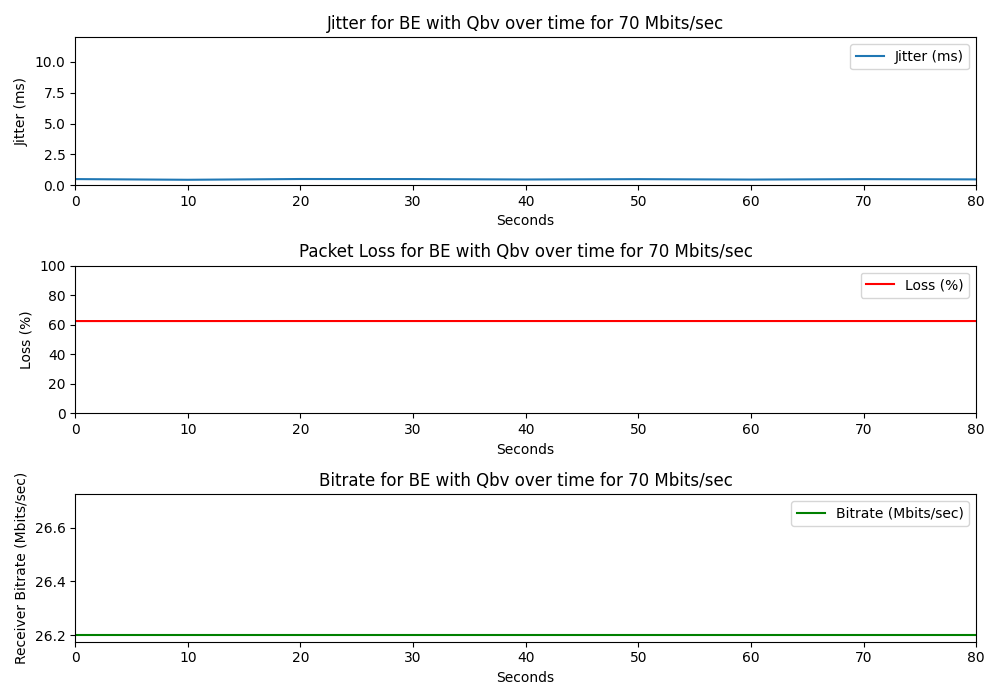 Jitter for BE with Qbv over time for 70 Mbits/sec
10.0
7.5
5.0
2.5
0.0
Jitter (ms)
Jitter (ms)
0 10 20 30 40 50 60 70 80
Seconds
Packet Loss for BE with Qbv over time for 70 Mbits/sec
100
80
60
40
20
0
Loss (%)
Loss (%)
0 10 20 30 40 50 60 70 80
Seconds
Bitrate for BE with Qbv over time for 70 Mbits/sec
26.6
26.4
26.2
Receiver Bitrate (Mbits/sec)
Bitrate (Mbits/sec)
0 10 20 30 40 50 60 70 80
Seconds